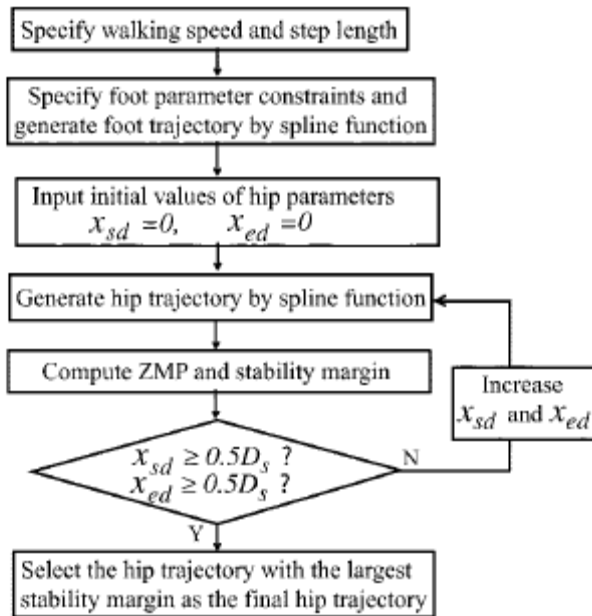 Specify walking speed and step length
Specify foot parameter constraints and
generate foot trajectory by spline function
Input initial values of hip parameters
x_sd =0, x_ed =0
Generate hip trajectory by spline function
Compute ZMP and stability margin
Increase
x_sd and x_ed
x_sd ≥ 0.5D_s ?
x_ed ≥ 0.5D_s ?
N
Y
Select the hip trajectory with the largest
stability margin as the final hip trajectory